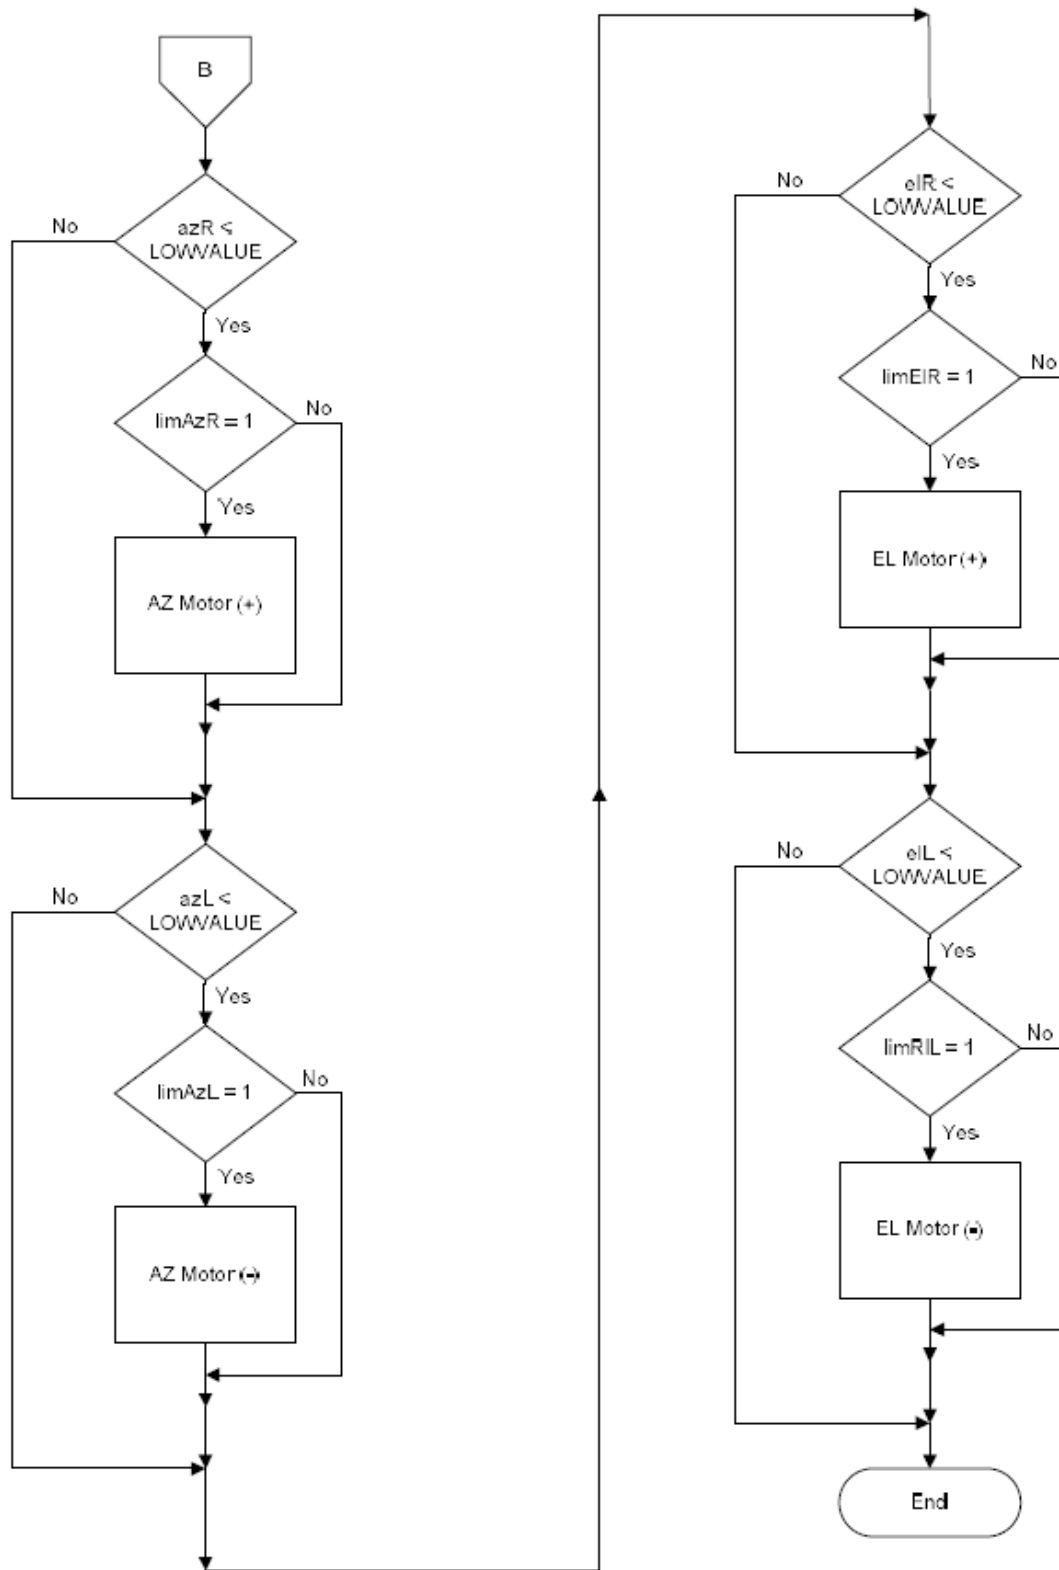 B
azR <
LOWVALUE
No
Yes
limAzR = 1
No
Yes
AZ Motor (+)
azL <
LOWVALUE
No
Yes
limAzL = 1
No
Yes
AZ Motor (-)
elR <
LOWVALUE
No
Yes
limElR = 1
No
Yes
EL Motor (+)
elL <
LOWVALUE
No
Yes
limRlL = 1
No
Yes
EL Motor (-)
End